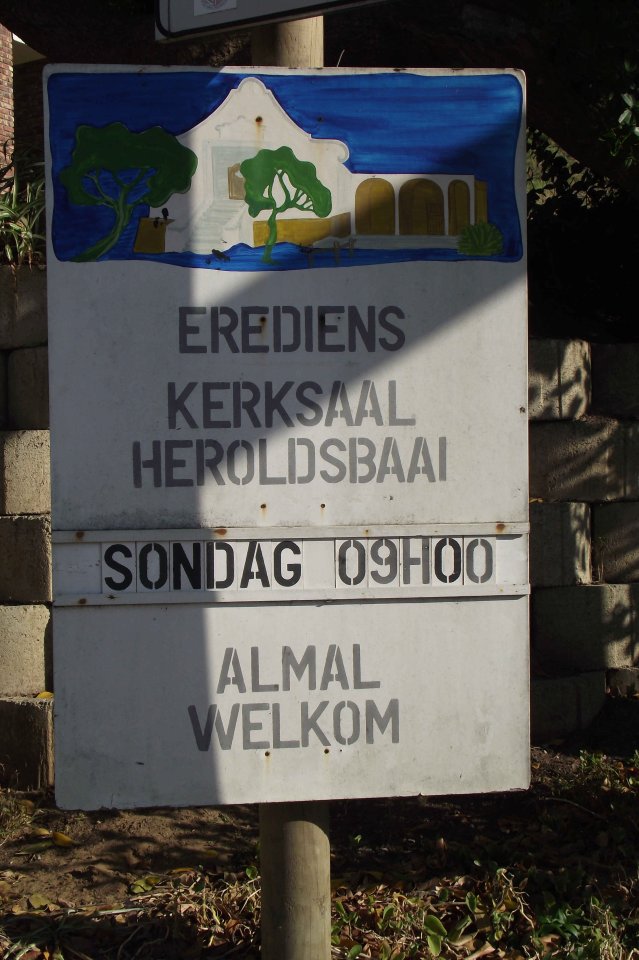 EREDIENS
KERKSAAL
HEROLDSBAAI
SONDAG 09H00
ALMAL
WELKOM